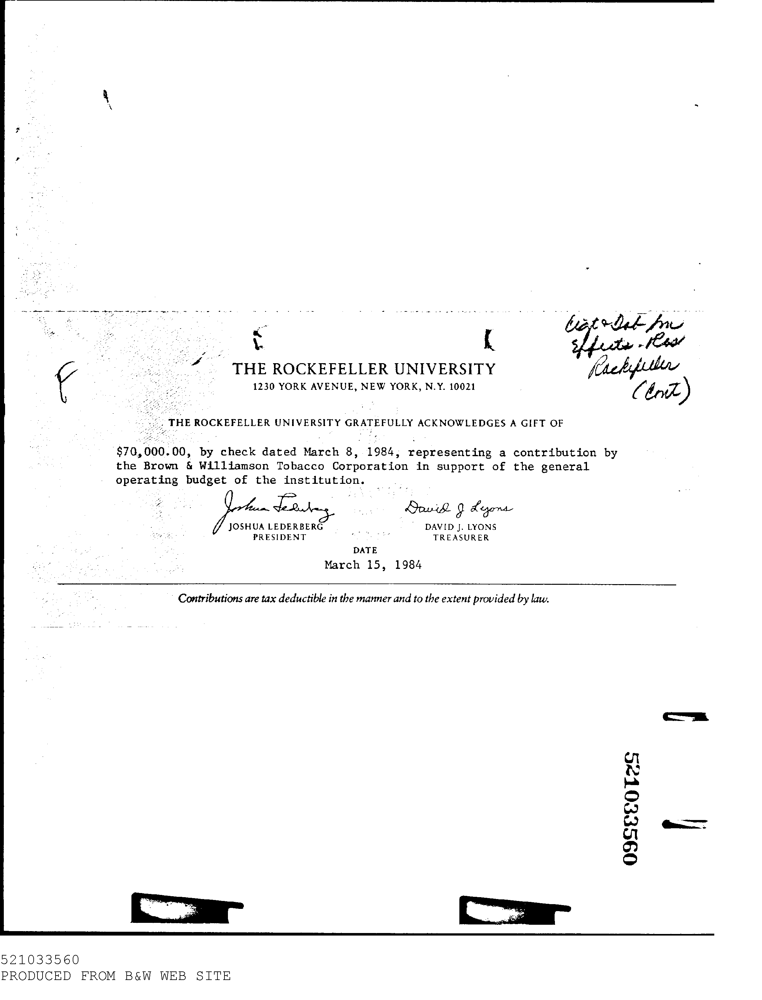 Effects - Res
Rockefeller
(Cont)
THE ROCKEFELLER UNIVERSITY
1230 YORK AVENUE, NEW YORK, N.Y. 10021
THE ROCKEFELLER UNIVERSITY GRATEFULLY ACKNOWLEDGES A GIFT OF
$70,000.00, by check dated March 8, 1984, representing a contribution by
the Brown & Williamson Tobacco Corporation in support of the general
operating budget of the institution.
Joshua Lederberg David J Lyons
JOSHUA LEDERBERG DAVID J. LYONS
PRESIDENT TREASURER
DATE
March 15, 1984
Contributions are tax deductible in the manner and to the extent provided by law.
521033560
521033560
PRODUCED FROM B&W WEB SITE